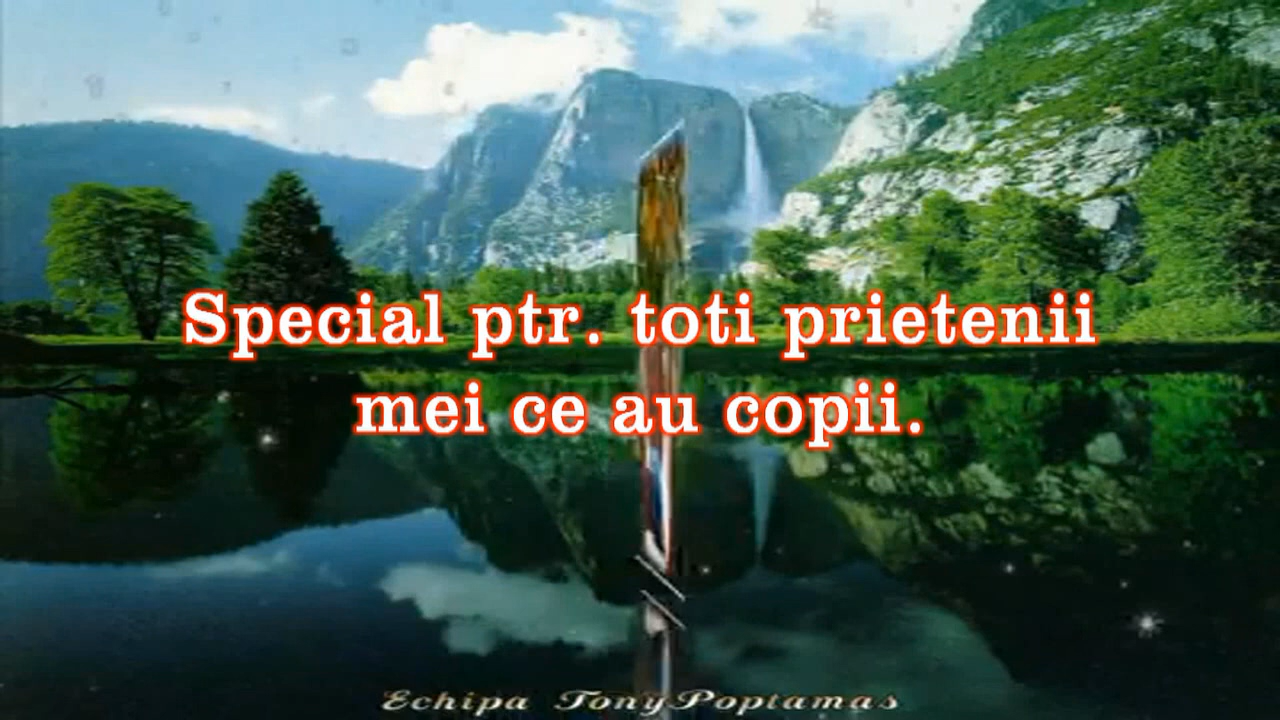 Special ptr. toti prietenii
mei ce au copii.
Echipa TonyPoptamas